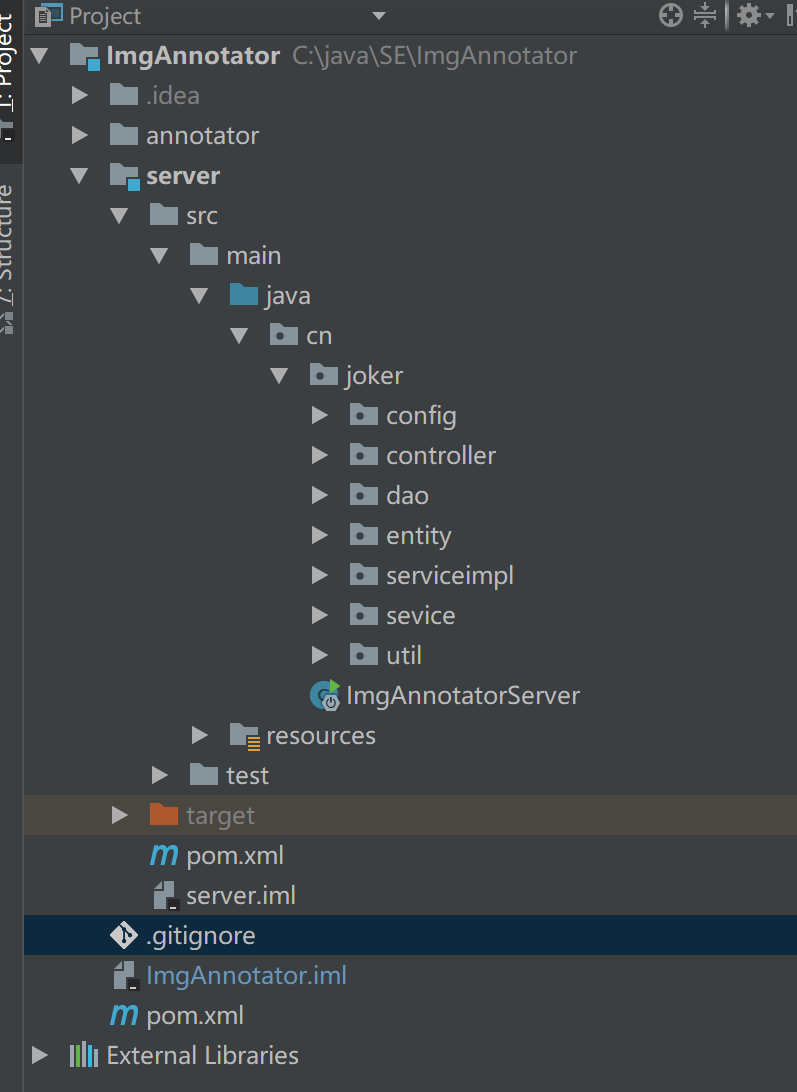 Project
ImgAnnotator C:\java\SE\ImgAnnotator
.idea
annotator
server
src
main
java
cn
joker
config
controller
dao
entity
serviceimpl
sevice
util
ImgAnnotatorServer
resources
test
target
m pom.xml
server.iml
.gitignore
ImgAnnotator.iml
m pom.xml
External Libraries
1: Project
7: Structure